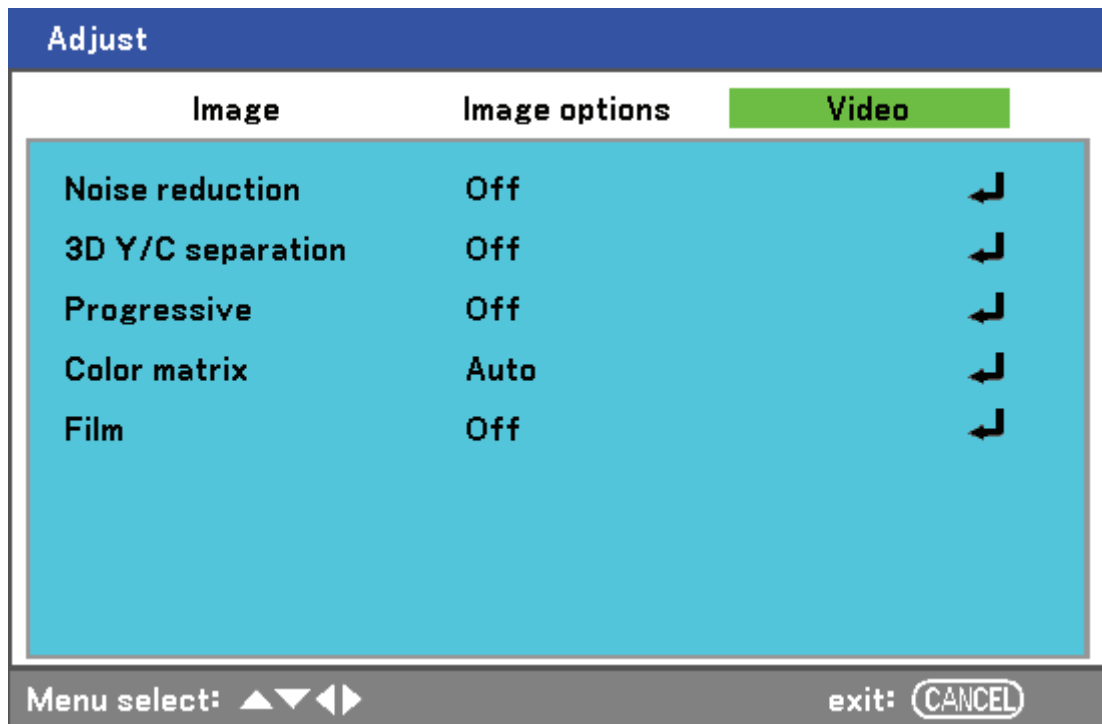 Adjust
Image Image options Video
Noise reduction Off
3D Y/C separation Off
Progressive Off
Color matrix Auto
Film Off
Menu select: ▲▼◀▶ exit: CANCEL